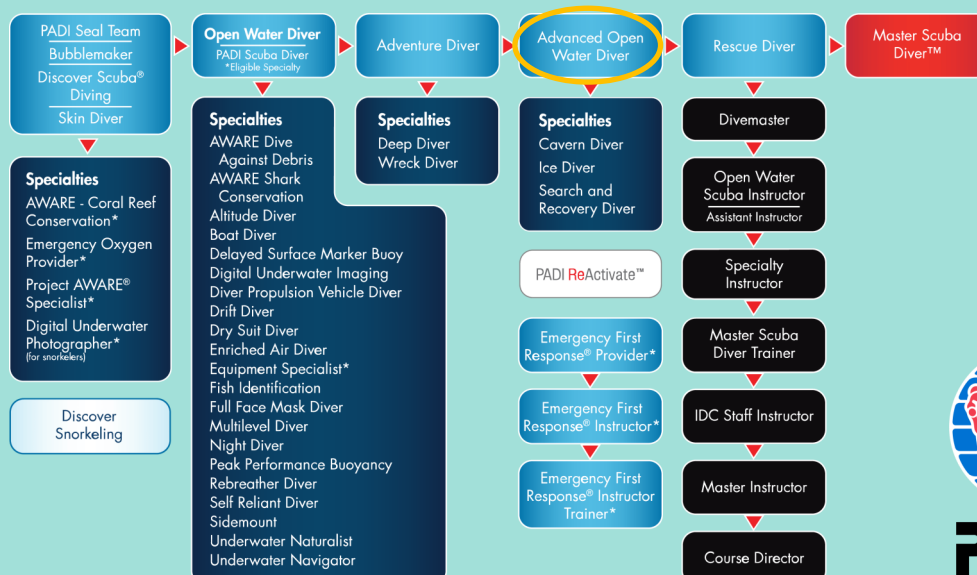 PADI Seal Team
Bubblemaker
Discover Scuba®
Diving
Skin Diver
Specialties
AWARE - Coral Reef
Conservation*
Emergency Oxygen
Provider*
Project AWARE®
Specialist*
Digital Underwater
Photographer*
(for snorkelers)
Discover
Snorkeling
Open Water Diver
PADI Scuba Diver
*Eligible Specialty
Specialties
AWARE Dive
Against Debris
AWARE Shark
Conservation
Altitude Diver
Boat Diver
Delayed Surface Marker Buoy
Digital Underwater Imaging
Diver Propulsion Vehicle Diver
Drift Diver
Dry Suit Diver
Enriched Air Diver
Equipment Specialist*
Fish Identification
Full Face Mask Diver
Multilevel Diver
Night Diver
Peak Performance Buoyancy
Rebreather Diver
Self Reliant Diver
Sidemount
Underwater Naturalist
Underwater Navigator
Adventure Diver
Specialties
Deep Diver
Wreck Diver
Advanced Open
Water Diver
Specialties
Cavern Diver
Ice Diver
Search and
Recovery Diver
PADI ReActivate™
Emergency First
Response® Provider*
Emergency First
Response® Instructor*
Emergency First
Response® Instructor
Trainer*
Rescue Diver
Divemaster
Open Water
Scuba Instructor
Assistant Instructor
Specialty
Instructor
Master Scuba
Diver Trainer
IDC Staff Instructor
Master Instructor
Course Director
Master Scuba
Diver™